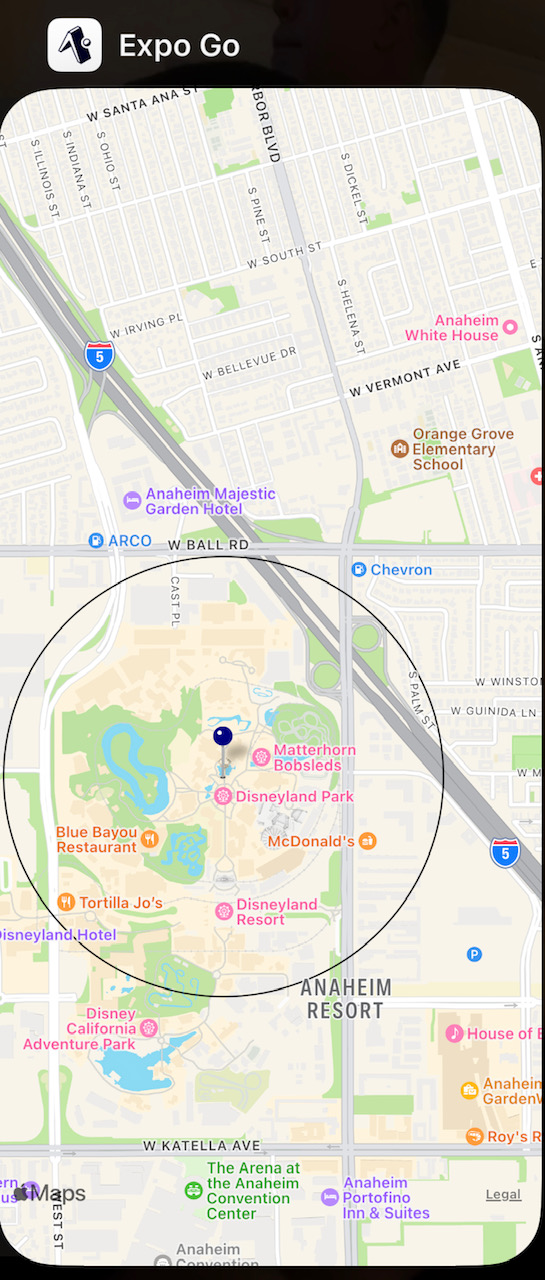 Expo Go
W SANTA ANA ST
RBOR BLVD
S ILLINOIS ST
S INDIANA ST
S OHIO ST
S PINE ST
S DICKEL ST
W SOUTH ST
S HELENA ST
W IRVING PL
5
W BELLEVUE DR
Anaheim
White House
W VERMONT AVE
Orange Grove
Elementary
School
Anaheim Majestic
Garden Hotel
ARCO
W BALL RD
Chevron
CAST PL
S PALM ST
W WINSTO
W GUINIDA LN
Matterhorn
Bobsleds
W M
Disneyland Park
Blue Bayou
Restaurant
McDonald's
5
Tortilla Jo's
Disneyland
Resort
Disneyland Hotel
P
ANAHEIM
RESORT
Disney
California
Adventure Park
House of B
Anaheim
Garden
Roy's R
W KATELLA AVE
The Arena at
the Anaheim
Convention
Center
Anaheim
Portofino
Inn & Suites
Maps
Legal
WEST ST
Anaheim
Convention